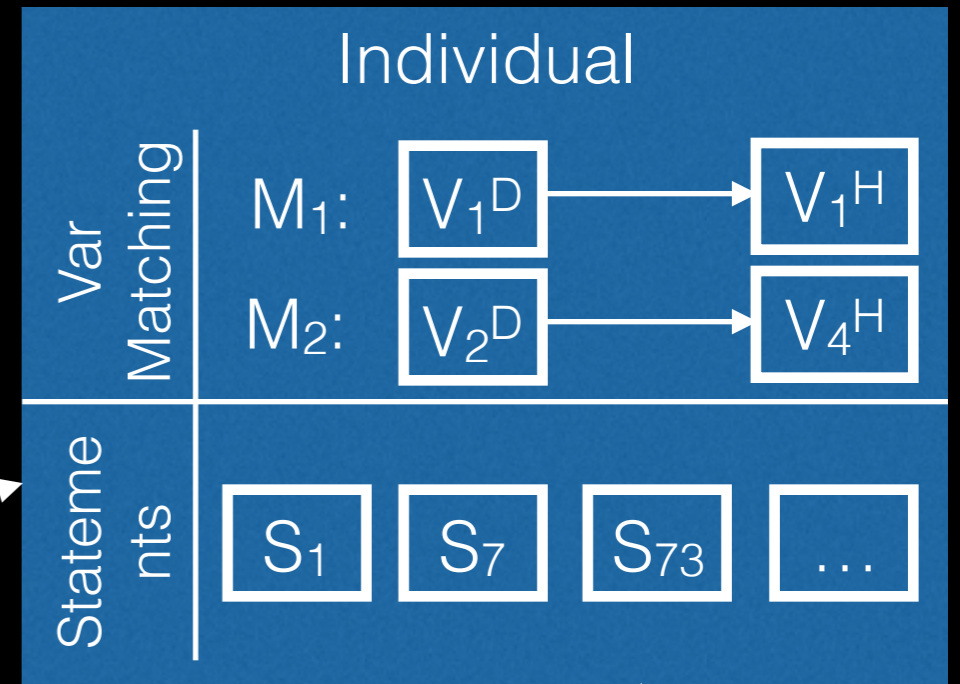 Individual
Var
Matching
M₁: V₁ᴰ V₁ᴴ
M₂: V₂ᴰ V₄ᴴ
Stateme
nts
S₁ S₇ S₇₃ ...